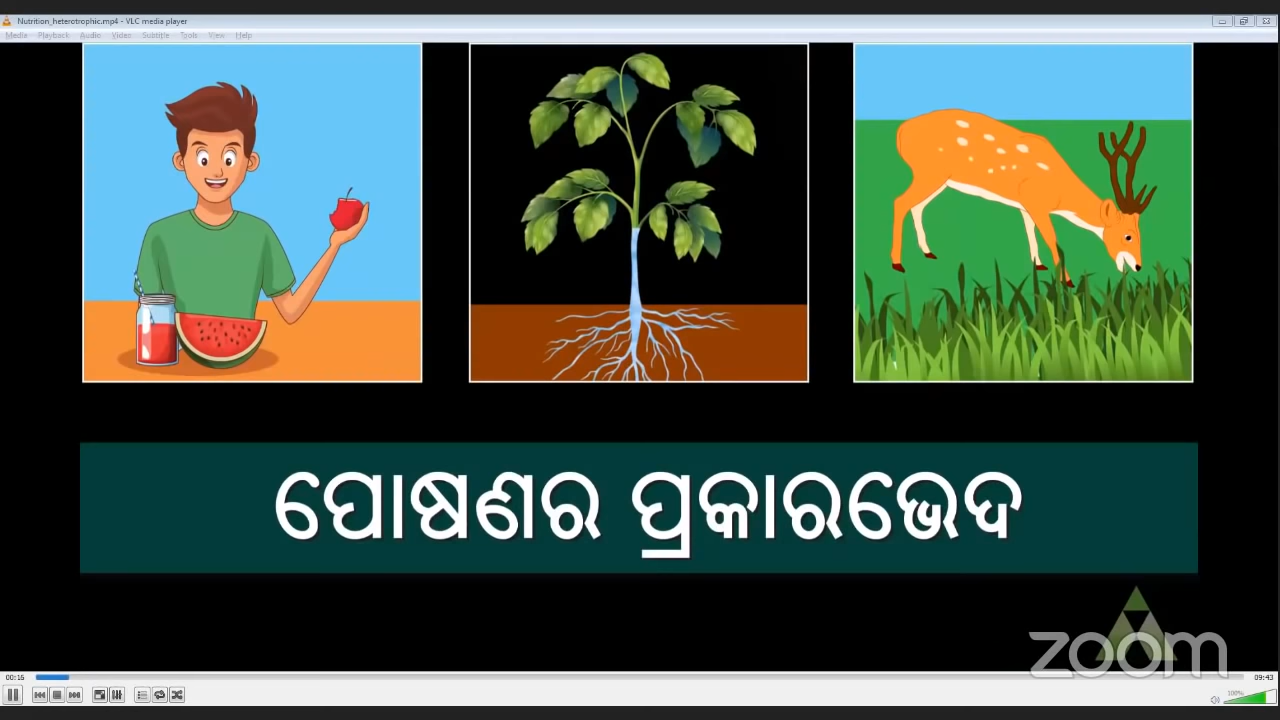 Nutrition_heterotrophic.mp4 - VLC media player
Media Playback Audio Video Subtitle Tools View Help
ପୋଷଣର ପ୍ରକାରଭେଦ
zoom
00:16
09:43
100%